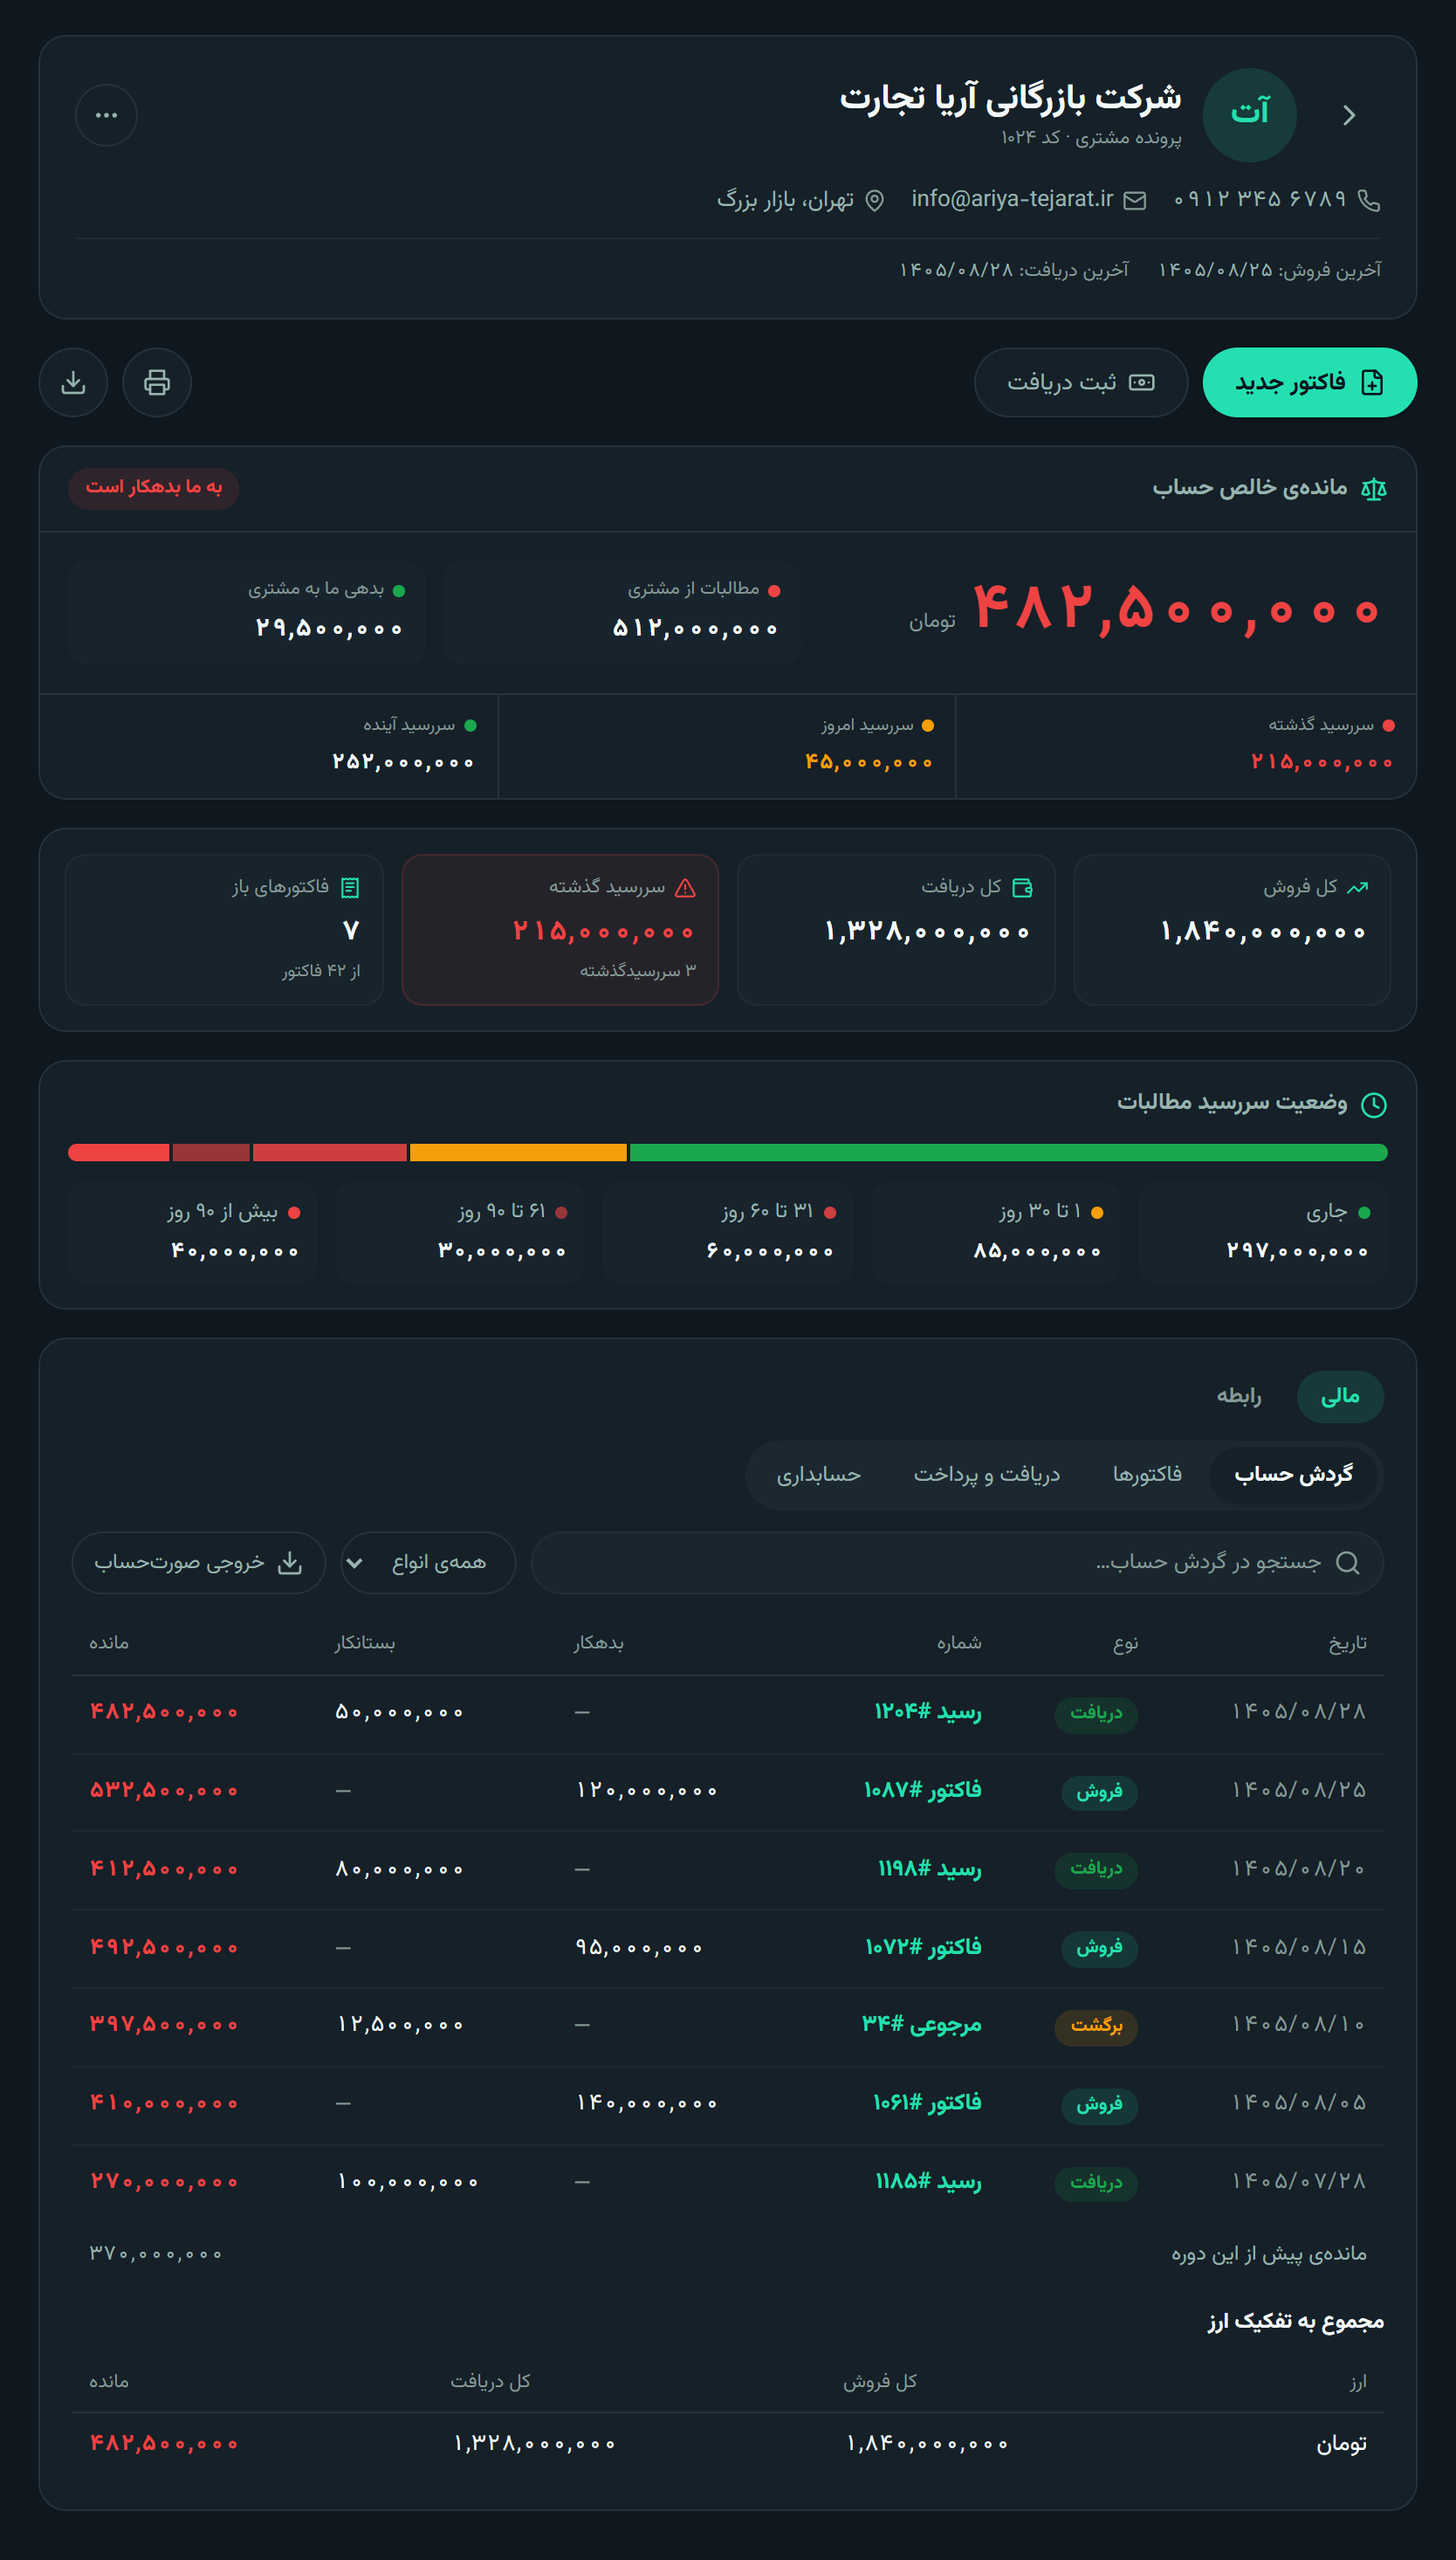 آت
شرکت بازرگانی آریا تجارت
پرونده مشتری · کد ۱۰۲۴
۰۹۱۲ ۳۴۵ ۶۷۸۹ info@ariya-tejarat.ir تهران، بازار بزرگ
آخرین فروش: ۱۴۰۵/۰۸/۲۵ آخرین دریافت: ۱۴۰۵/۰۸/۲۸
فاکتور جدید ثبت دریافت
مانده‌ی خالص حساب به ما بدهکار است
۴۸۲,۵۰۰,۰۰۰ تومان
مطالبات از مشتری بدهی ما به مشتری
۵۱۲,۰۰۰,۰۰۰ ۲۹,۵۰۰,۰۰۰
سررسید گذشته سررسید امروز سررسید آینده
۲۱۵,۰۰۰,۰۰۰ ۴۵,۰۰۰,۰۰۰ ۲۵۲,۰۰۰,۰۰۰
کل فروش کل دریافت سررسید گذشته فاکتورهای باز
۱,۸۴۰,۰۰۰,۰۰۰ ۱,۳۲۸,۰۰۰,۰۰۰ ۲۱۵,۰۰۰,۰۰۰ ۷
۳ سررسیدگذشته از ۴۲ فاکتور
وضعیت سررسید مطالبات
جاری ۱ تا ۳۰ روز ۳۱ تا ۶۰ روز ۶۱ تا ۹۰ روز بیش از ۹۰ روز
۲۹۷,۰۰۰,۰۰۰ ۸۵,۰۰۰,۰۰۰ ۶۰,۰۰۰,۰۰۰ ۳۰,۰۰۰,۰۰۰ ۴۰,۰۰۰,۰۰۰
مالی رابطه
گردش حساب فاکتورها دریافت و پرداخت حسابداری
جستجو در گردش حساب... همه‌ی انواع خروجی صورت‌حساب
تاریخ نوع شماره بدهکار بستانکار مانده
۱۴۰۵/۰۸/۲۸ دریافت رسید #۱۲۰۴ — ۵۰,۰۰۰,۰۰۰ ۴۸۲,۵۰۰,۰۰۰
۱۴۰۵/۰۸/۲۵ فروش فاکتور #۱۰۸۷ ۱۲۰,۰۰۰,۰۰۰ — ۵۳۲,۵۰۰,۰۰۰
۱۴۰۵/۰۸/۲۰ دریافت رسید #۱۱۹۸ — ۸۰,۰۰۰,۰۰۰ ۴۱۲,۵۰۰,۰۰۰
۱۴۰۵/۰۸/۱۵ فروش فاکتور #۱۰۷۲ ۹۵,۰۰۰,۰۰۰ — ۴۹۲,۵۰۰,۰۰۰
۱۴۰۵/۰۸/۱۰ برگشت مرجوعی #۳۴ — ۱۲,۵۰۰,۰۰۰ ۳۹۷,۵۰۰,۰۰۰
۱۴۰۵/۰۸/۰۵ فروش فاکتور #۱۰۶۱ ۱۴۰,۰۰۰,۰۰۰ — ۴۱۰,۰۰۰,۰۰۰
۱۴۰۵/۰۷/۲۸ دریافت رسید #۱۱۸۵ — ۱۰۰,۰۰۰,۰۰۰ ۲۷۰,۰۰۰,۰۰۰
مانده‌ی پیش از این دوره ۳۷۰,۰۰۰,۰۰۰
مجموع به تفکیک ارز
ارز کل فروش کل دریافت مانده
تومان ۱,۸۴۰,۰۰۰,۰۰۰ ۱,۳۲۸,۰۰۰,۰۰۰ ۴۸۲,۵۰۰,۰۰۰